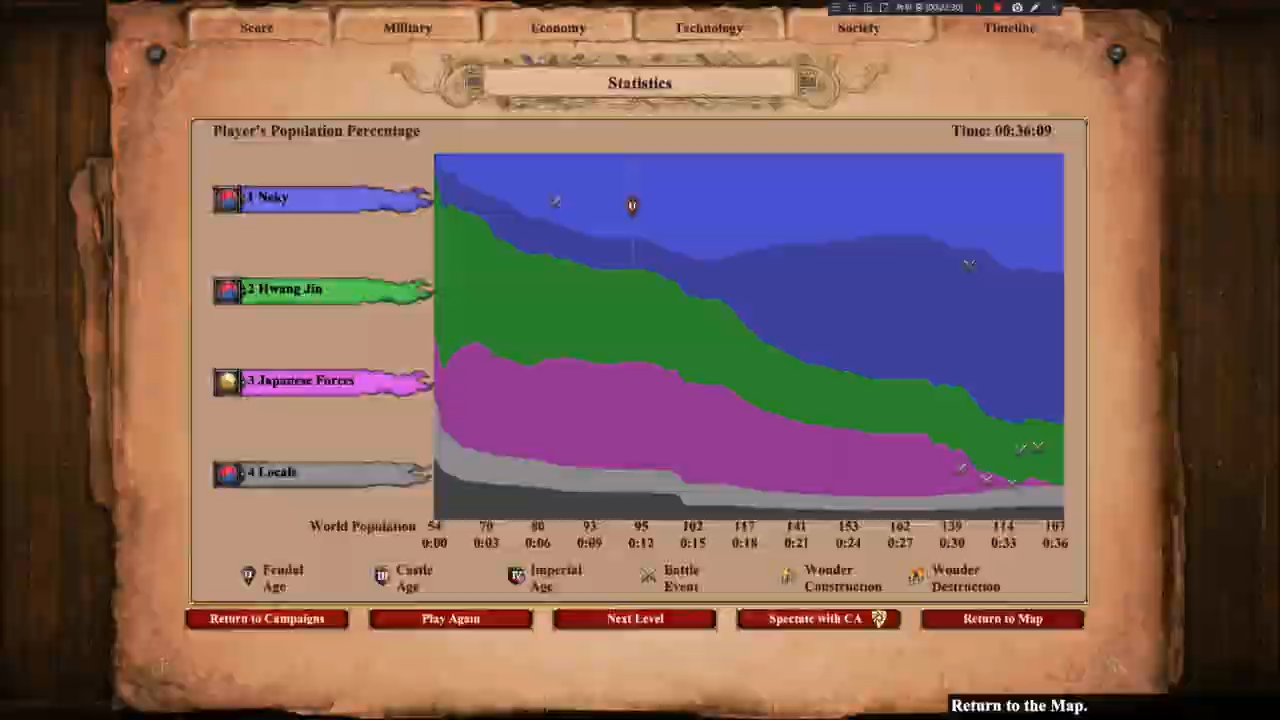 Score Military Economy Technology Society Timeline
Statistics
Player's Population Percentage
Time: 00:36:09
1 Neky
2 Hwang Jin
3 Japanese Forces
4 Locals
World Population 54 70 80 93 95 102 117 141 153 162 139 114 107
0:00 0:03 0:06 0:09 0:12 0:15 0:18 0:21 0:24 0:27 0:30 0:33 0:36
Feudal Age
Castle Age
Imperial Age
Battle Event
Wonder Construction
Wonder Destruction
Return to Campaigns Play Again Next Level Spectate with CA Return to Map
Return to the Map.